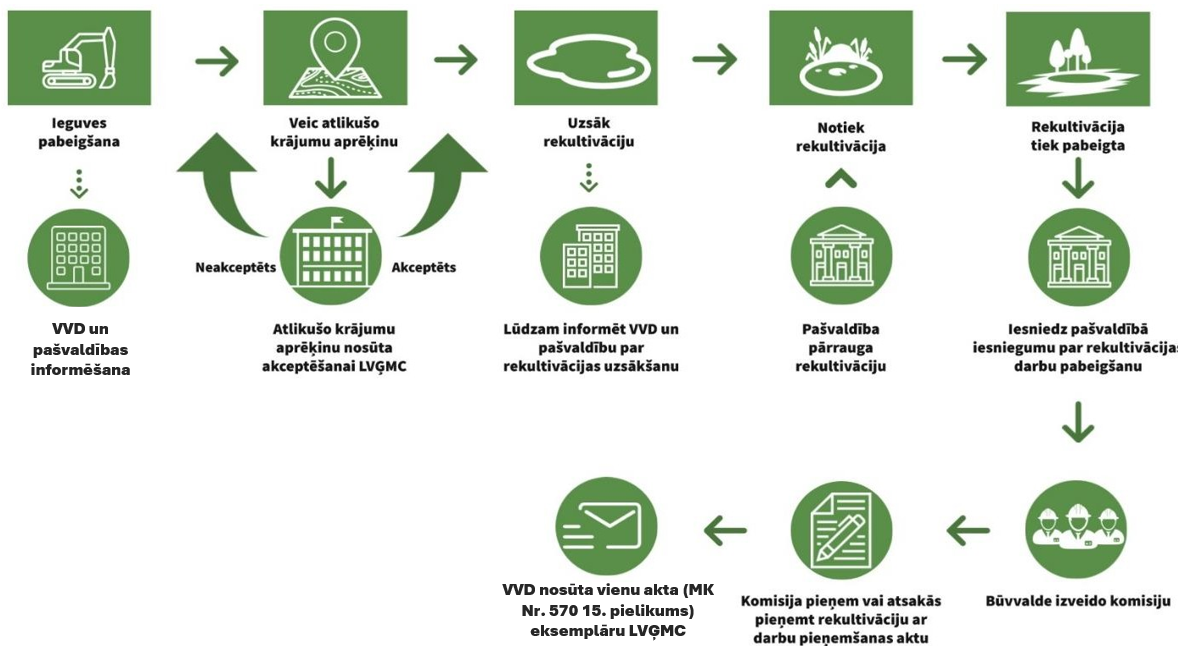 Ieguves
pabeigšana
Veic atlikušo
krājumu aprēķinu
Uzsāk
rekultivāciju
Notiek
rekultivācija
Rekultivācija
tiek pabeigta
Neakceptēts
Akceptēts
VVD un
pašvaldības
informēšana
Atlikušo krājumu
aprēķinu nosūta
akceptēšanai LVĢMC
Lūdzam informēt VVD un
pašvaldību par
rekultivācijas uzsākšanu
Pašvaldība
pārrauga
rekultivāciju
Iesniedz pašvaldībā
iesniegumu par rekultivācijas
darbu pabeigšanu
VVD nosūta vienu akta (MK
Nr. 570 15. pielikums)
eksemplāru LVĢMC
Komisija pieņem vai atsakās
pieņemt rekultivāciju ar
darbu pieņemšanas aktu
Būvvalde izveido komisiju